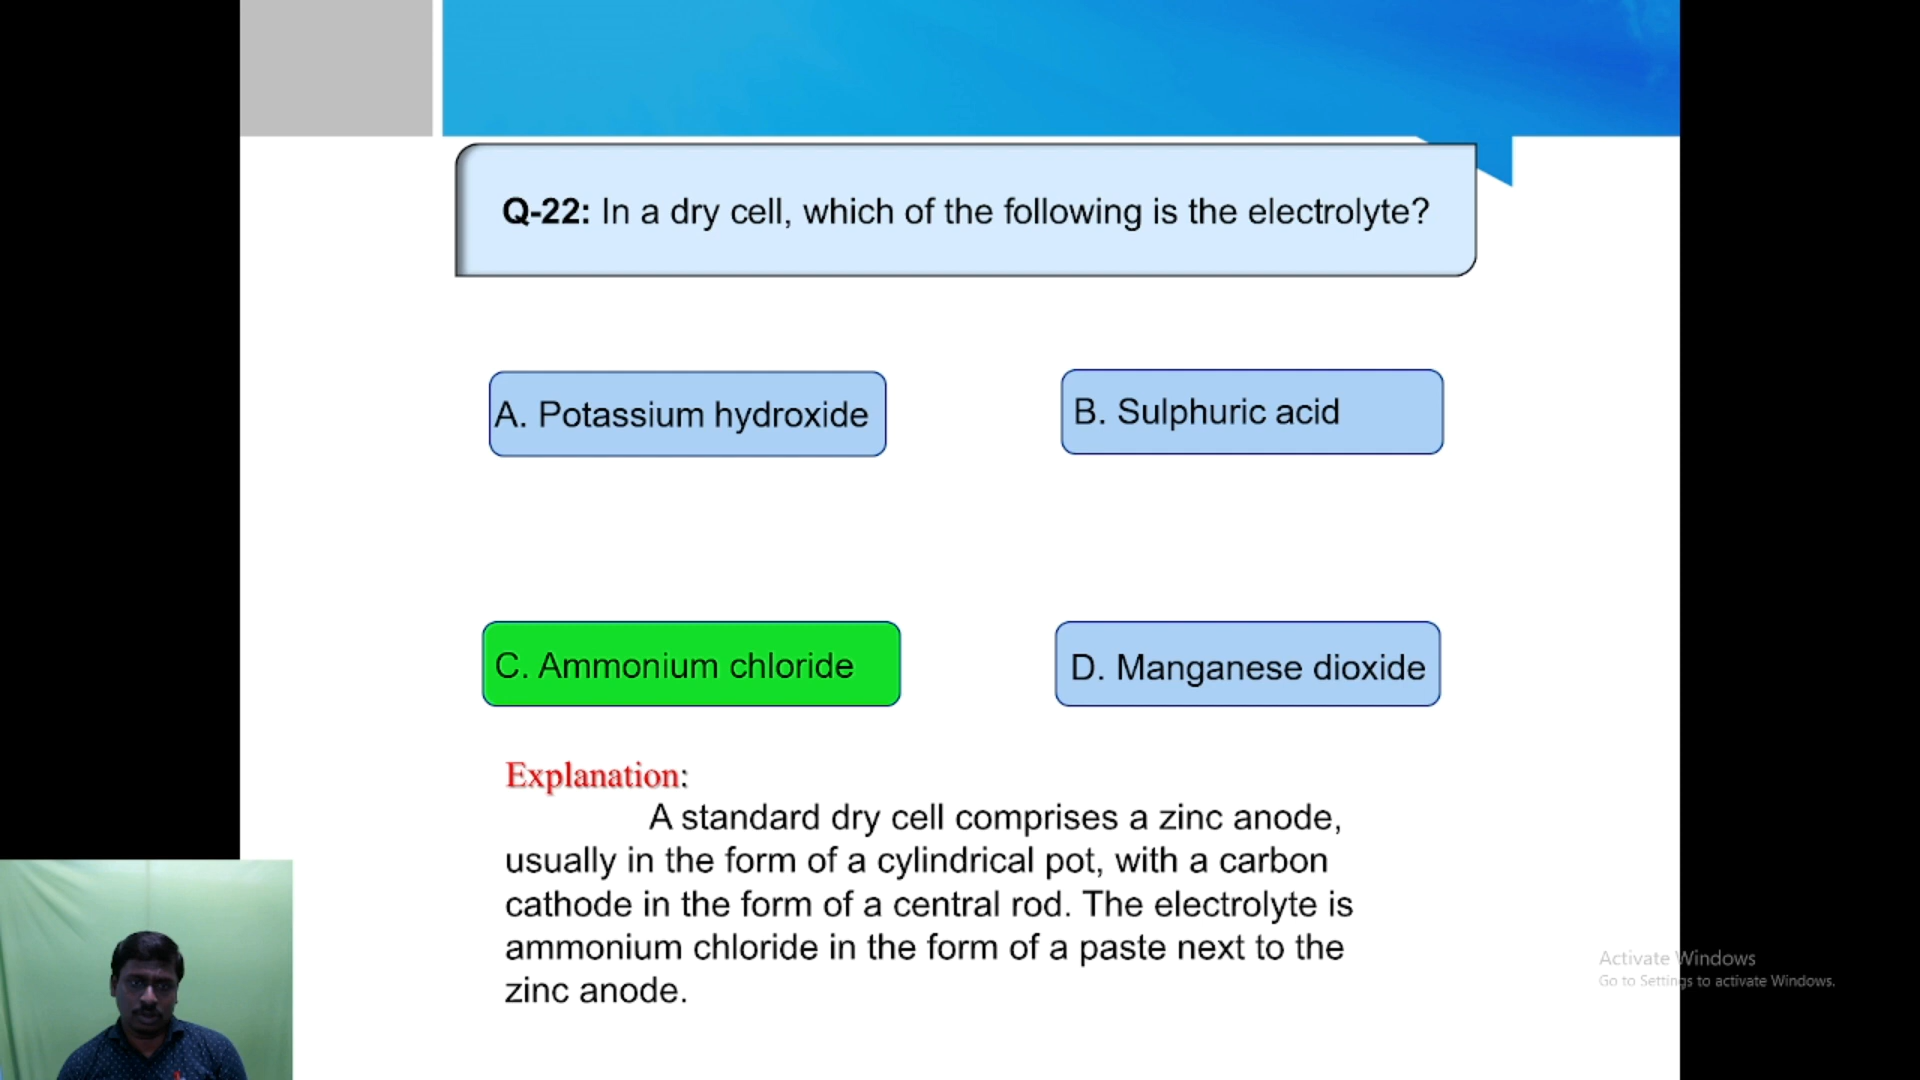 Q-22: In a dry cell, which of the following is the electrolyte?
A. Potassium hydroxide
B. Sulphuric acid
C. Ammonium chloride
D. Manganese dioxide
Explanation:
A standard dry cell comprises a zinc anode,
usually in the form of a cylindrical pot, with a carbon
cathode in the form of a central rod. The electrolyte is
ammonium chloride in the form of a paste next to the
zinc anode.
Activate Windows
Go to Settings to activate Windows.